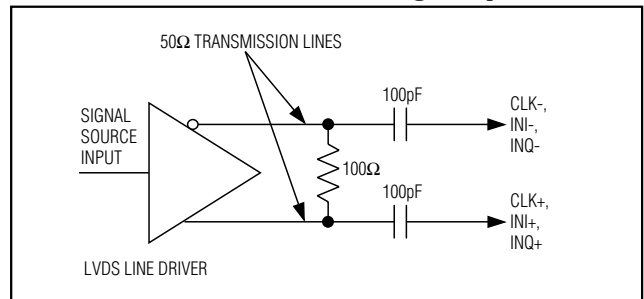 50Ω TRANSMISSION LINES
100pF
SIGNAL
SOURCE
INPUT
CLK-,
INI-,
INQ-
100Ω
100pF
CLK+,
INI+,
INQ+
LVDS LINE DRIVER